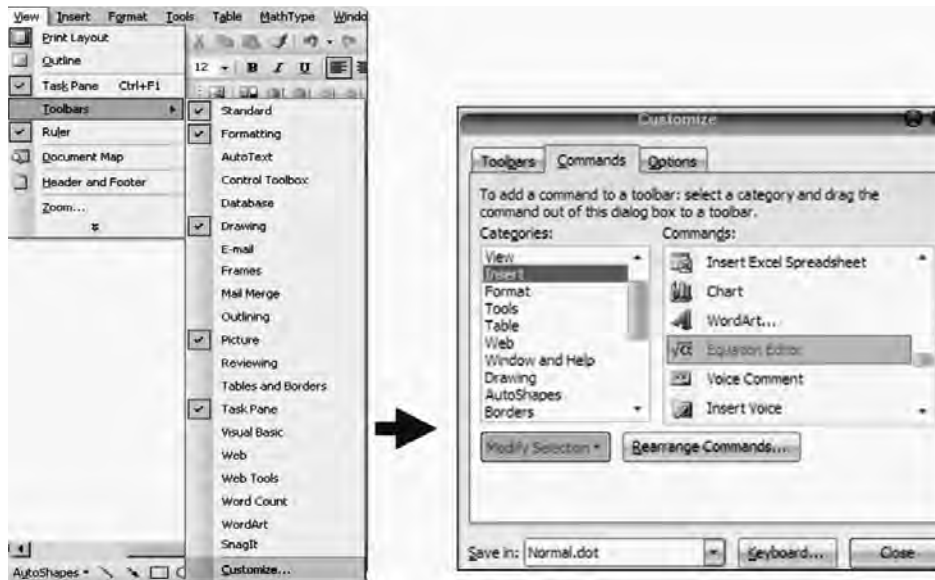 View Insert Format Tools Table MathType Windo
Print Layout
Outline
Task Pane Ctrl+F1
Toolbars
Ruler
Document Map
Header and Footer
Zoom...
12 B I U
Standard
Formatting
AutoText
Control Toolbox
Database
Drawing
E-mail
Frames
Mail Merge
Outlining
Picture
Reviewing
Tables and Borders
Task Pane
Visual Basic
Web
Web Tools
Word Count
WordArt
SnagIt
Customize...
AutoShapes
Customize
Toolbars Commands Options
To add a command to a toolbar: select a category and drag the
command out of this dialog box to a toolbar.
Categories:
View
Insert
Format
Tools
Table
Web
Window and Help
Drawing
AutoShapes
Borders
Commands:
Insert Excel Spreadsheet
Chart
WordArt...
√α Equation Editor
Voice Comment
Insert Voice
Modify Selection Rearrange Commands...
Save in: Normal.dot Keyboard... Close